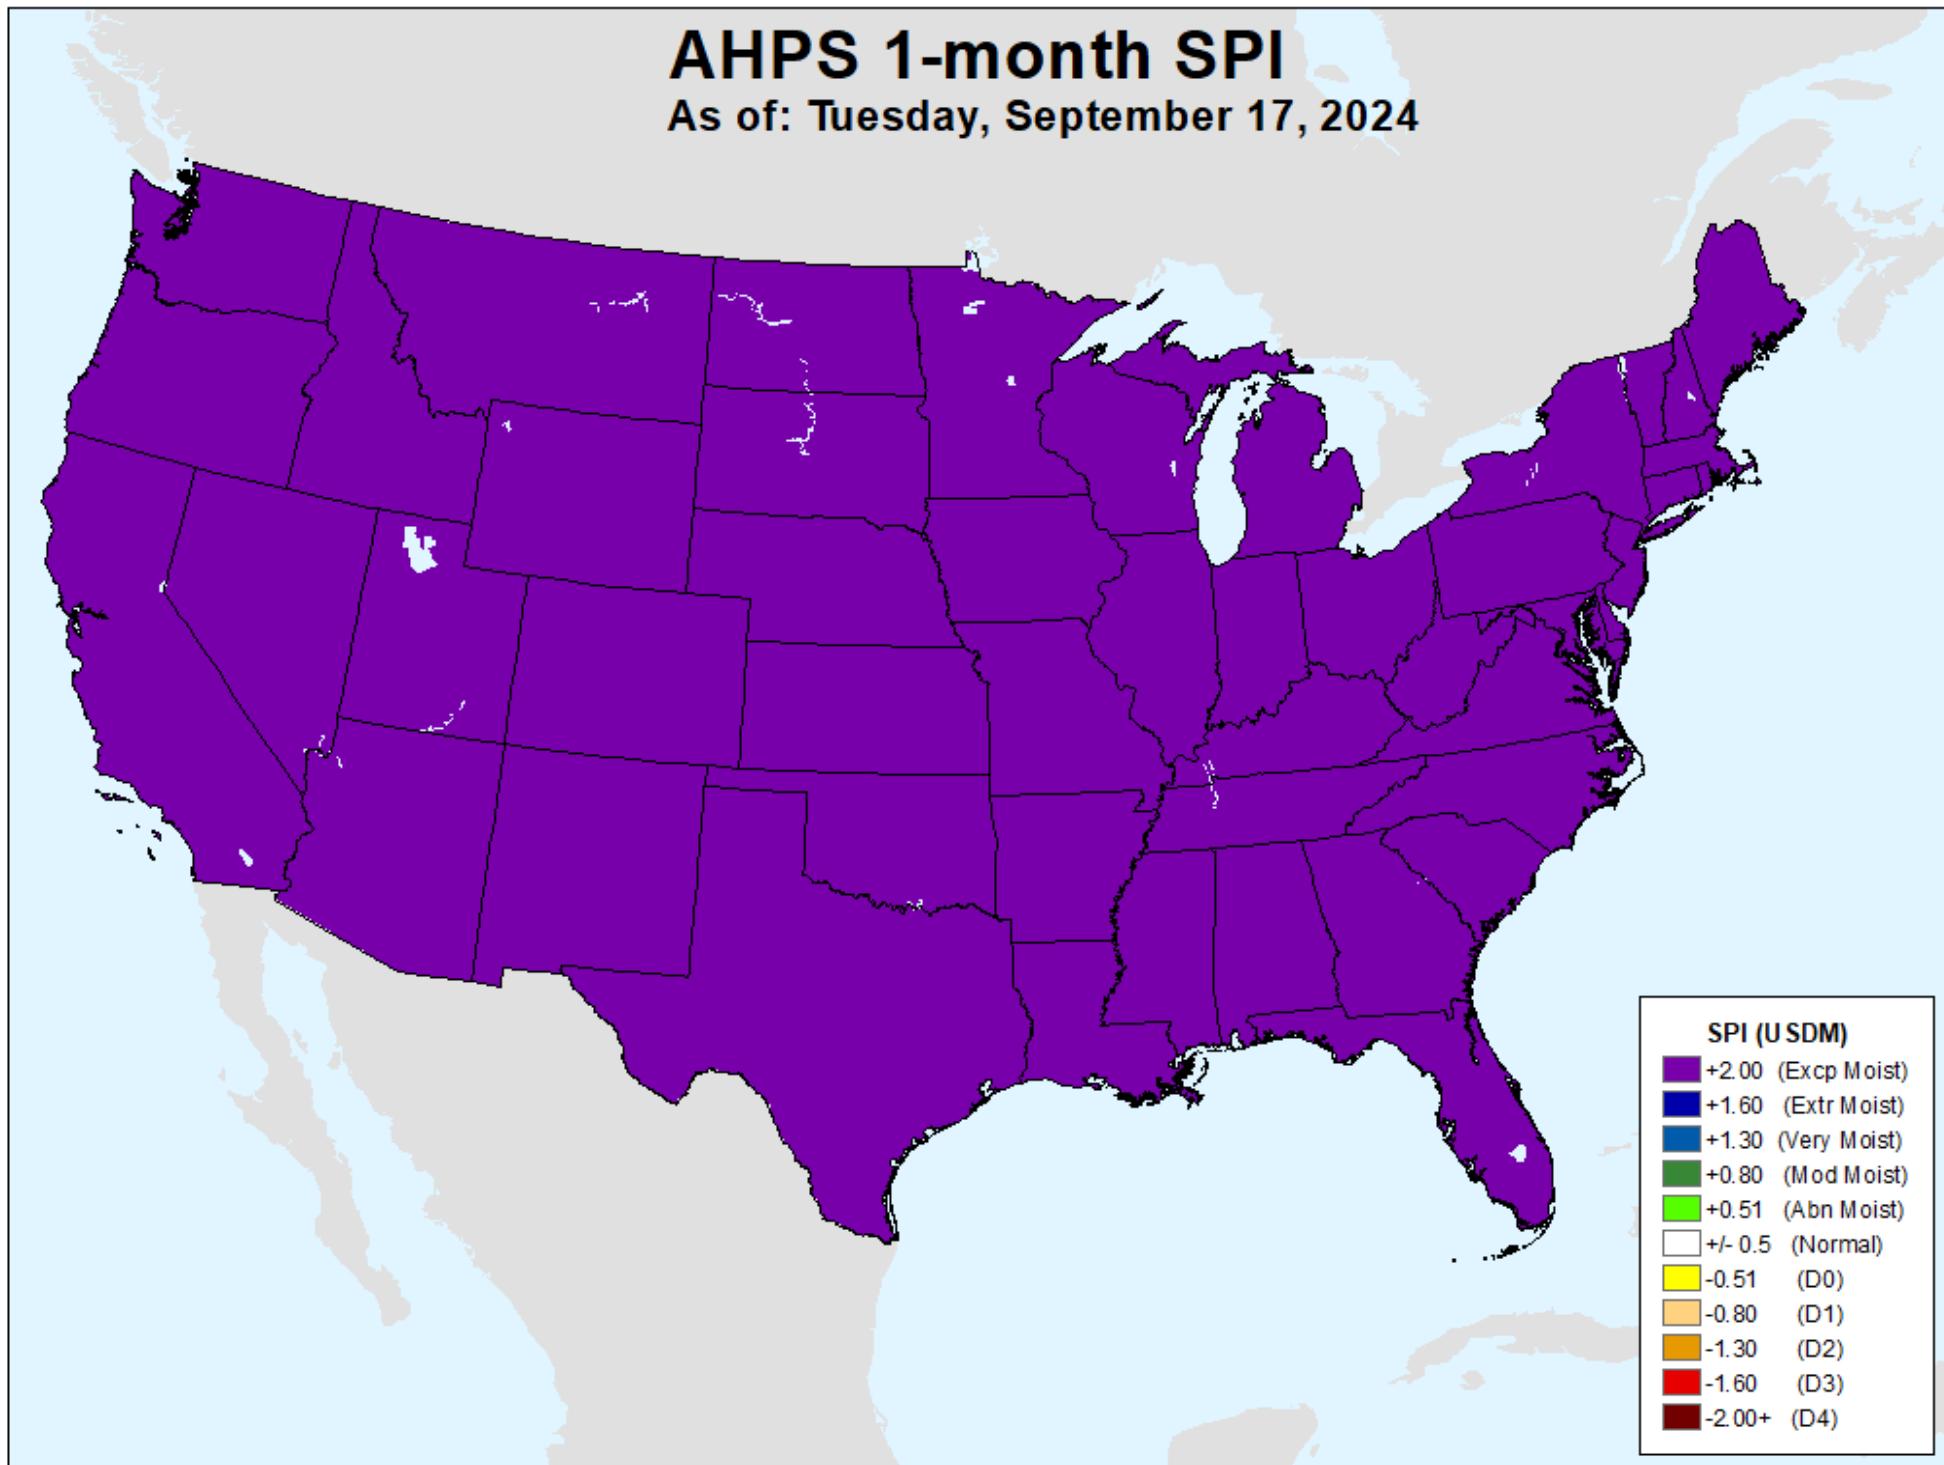 AHPS 1-month SPI
As of: Tuesday, September 17, 2024
SPI (USDM)
+2.00 (Excp Moist)
+1.60 (Extr Moist)
+1.30 (Very Moist)
+0.80 (Mod Moist)
+0.51 (Abn Moist)
+/- 0.5 (Normal)
-0.51 (D0)
-0.80 (D1)
-1.30 (D2)
-1.60 (D3)
-2.00+ (D4)